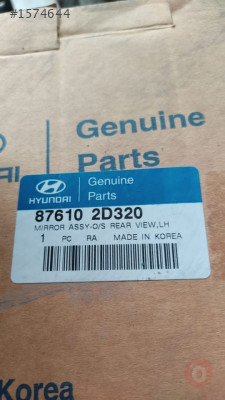 #1574644
Genuine
Parts
AI
HYUNDAI
Genuine
Parts
87610 2D320
MIRROR ASSY-O/S REAR VIEW,LH
1 PC RA MADE IN KOREA
Korea